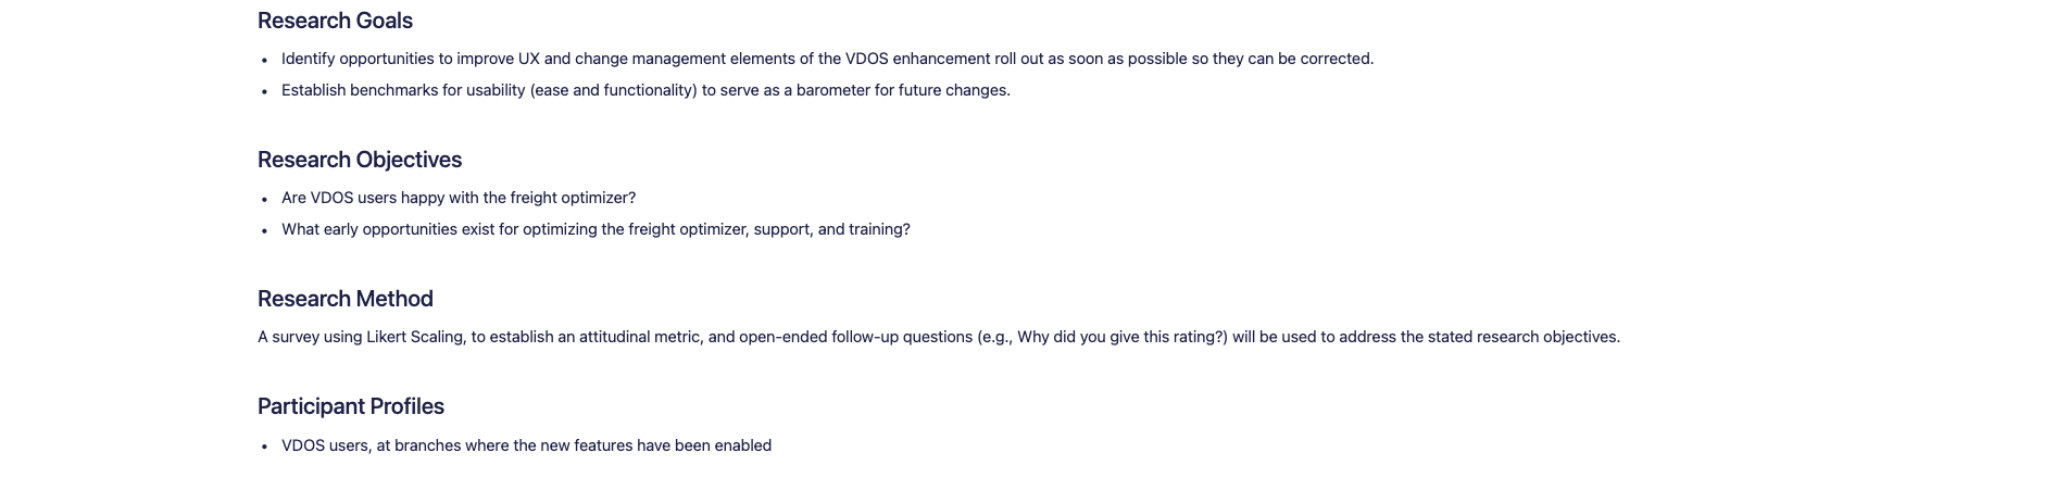 Research Goals
• Identify opportunities to improve UX and change management elements of the VDOS enhancement roll out as soon as possible so they can be corrected.
• Establish benchmarks for usability (ease and functionality) to serve as a barometer for future changes.
Research Objectives
• Are VDOS users happy with the freight optimizer?
• What early opportunities exist for optimizing the freight optimizer, support, and training?
Research Method
A survey using Likert Scaling, to establish an attitudinal metric, and open-ended follow-up questions (e.g., Why did you give this rating?) will be used to address the stated research objectives.
Participant Profiles
• VDOS users, at branches where the new features have been enabled